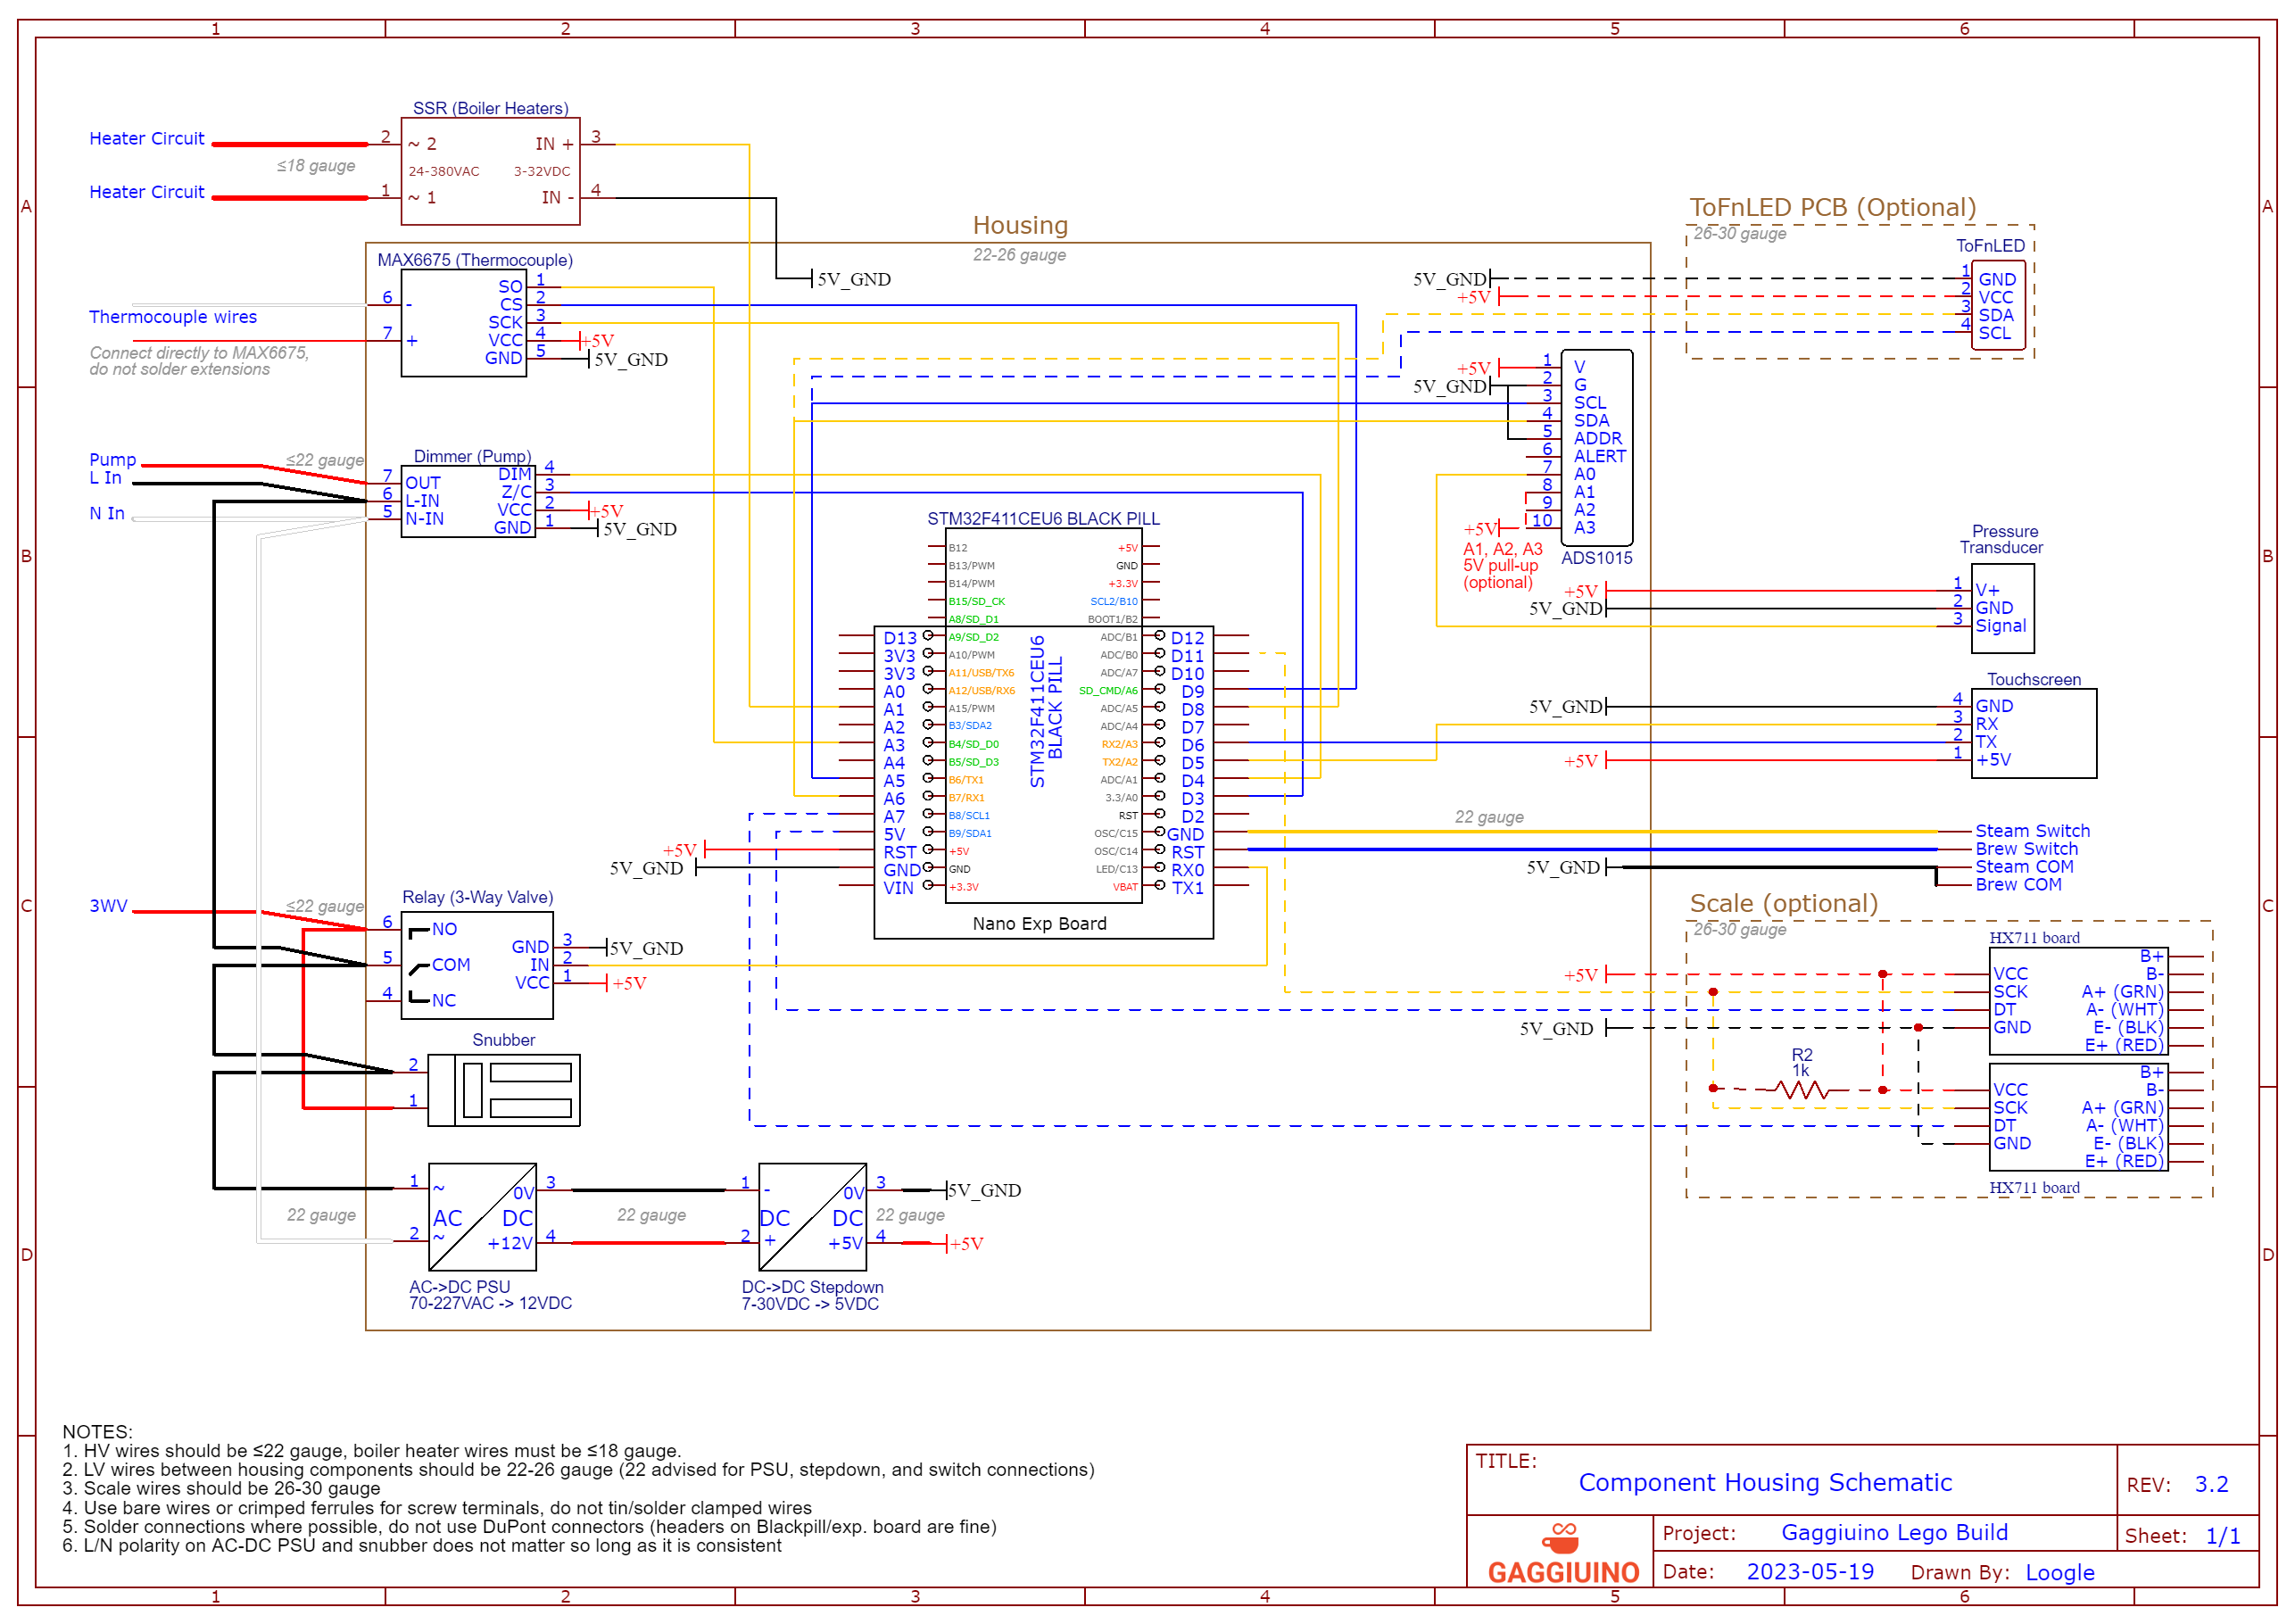 1 2 3 4 5 6
A
B
C
D
A
B
C
D
SSR (Boiler Heaters)
Heater Circuit
2
~ 2
IN +
3
≤18 gauge
24-380VAC
3-32VDC
Heater Circuit
1
~ 1
IN -
4
5V_GND
Housing
22-26 gauge
MAX6675 (Thermocouple)
6
-
7
+
SO 1
CS 2
SCK 3
VCC 4
GND 5
+5V
5V_GND
Thermocouple wires
Connect directly to MAX6675,
do not solder extensions
Dimmer (Pump)
Pump
L In
N In
≤22 gauge
7 OUT
6 L-IN
5 N-IN
DIM 4
Z/C 3
VCC 2
GND 1
+5V
5V_GND
ToFnLED PCB (Optional)
26-30 gauge
ToFnLED
5V_GND
+5V
1 GND
2 VCC
3 SDA
4 SCL
+5V
5V_GND
1 V
2 G
3 SCL
4 SDA
5 ADDR
6 ALERT
7 A0
8 A1
9 A2
10 A3
ADS1015
+5V
A1, A2, A3
5V pull-up
(optional)
STM32F411CEU6 BLACK PILL
B12
B13/PWM
B14/PWM
B15/SD_CK
A8/SD_D1
A9/SD_D2
A10/PWM
A11/USB/TX6
A12/USB/RX6
A15/PWM
B3/SDA2
B4/SD_D0
B5/SD_D3
B6/TX1
B7/RX1
B8/SCL1
B9/SDA1
+5V
GND
+3.3V
+5V
GND
+3.3V
SCL2/B10
BOOT1/B2
ADC/B1
ADC/B0
ADC/A7
SD_CMD/A6
ADC/A5
ADC/A4
RX2/A3
TX2/A2
ADC/A1
3.3/A0
RST
OSC/C15
OSC/C14
LED/C13
VBAT
STM32F411CEU6
BLACK PILL
D13
3V3
3V3
A0
A1
A2
A3
A4
A5
A6
A7
5V
RST
GND
VIN
D12
D11
D10
D9
D8
D7
D6
D5
D4
D3
D2
GND
RST
RX0
TX1
Nano Exp Board
+5V
5V_GND
Pressure
Transducer
+5V
5V_GND
1 V+
2 GND
3 Signal
Touchscreen
5V_GND
+5V
4 GND
3 RX
2 TX
1 +5V
22 gauge
5V_GND
Steam Switch
Brew Switch
Steam COM
Brew COM
3WV
≤22 gauge
Relay (3-Way Valve)
6 NO
5 COM
4 NC
GND 3
IN 2
VCC 1
5V_GND
+5V
Snubber
2
1
Scale (optional)
26-30 gauge
+5V
5V_GND
HX711 board
VCC
SCK
DT
GND
B+
B-
A+ (GRN)
A- (WHT)
E- (BLK)
E+ (RED)
R2
1k
VCC
SCK
DT
GND
B+
B-
A+ (GRN)
A- (WHT)
E- (BLK)
E+ (RED)
HX711 board
22 gauge
1 ~
2 ~
AC
DC
0V 3
+12V 4
22 gauge
1 -
2 +
DC
DC
0V 3
+5V 4
22 gauge
5V_GND
+5V
AC->DC PSU
70-227VAC -> 12VDC
DC->DC Stepdown
7-30VDC -> 5VDC
NOTES:
1. HV wires should be ≤22 gauge, boiler heater wires must be ≤18 gauge.
2. LV wires between housing components should be 22-26 gauge (22 advised for PSU, stepdown, and switch connections)
3. Scale wires should be 26-30 gauge
4. Use bare wires or crimped ferrules for screw terminals, do not tin/solder clamped wires
5. Solder connections where possible, do not use DuPont connectors (headers on Blackpill/exp. board are fine)
6. L/N polarity on AC-DC PSU and snubber does not matter so long as it is consistent
TITLE:
Component Housing Schematic
REV: 3.2
GAGGIUINO
Project: Gaggiuino Lego Build
Sheet: 1/1
Date: 2023-05-19 Drawn By: Loogle
1 2 3 4 5 6